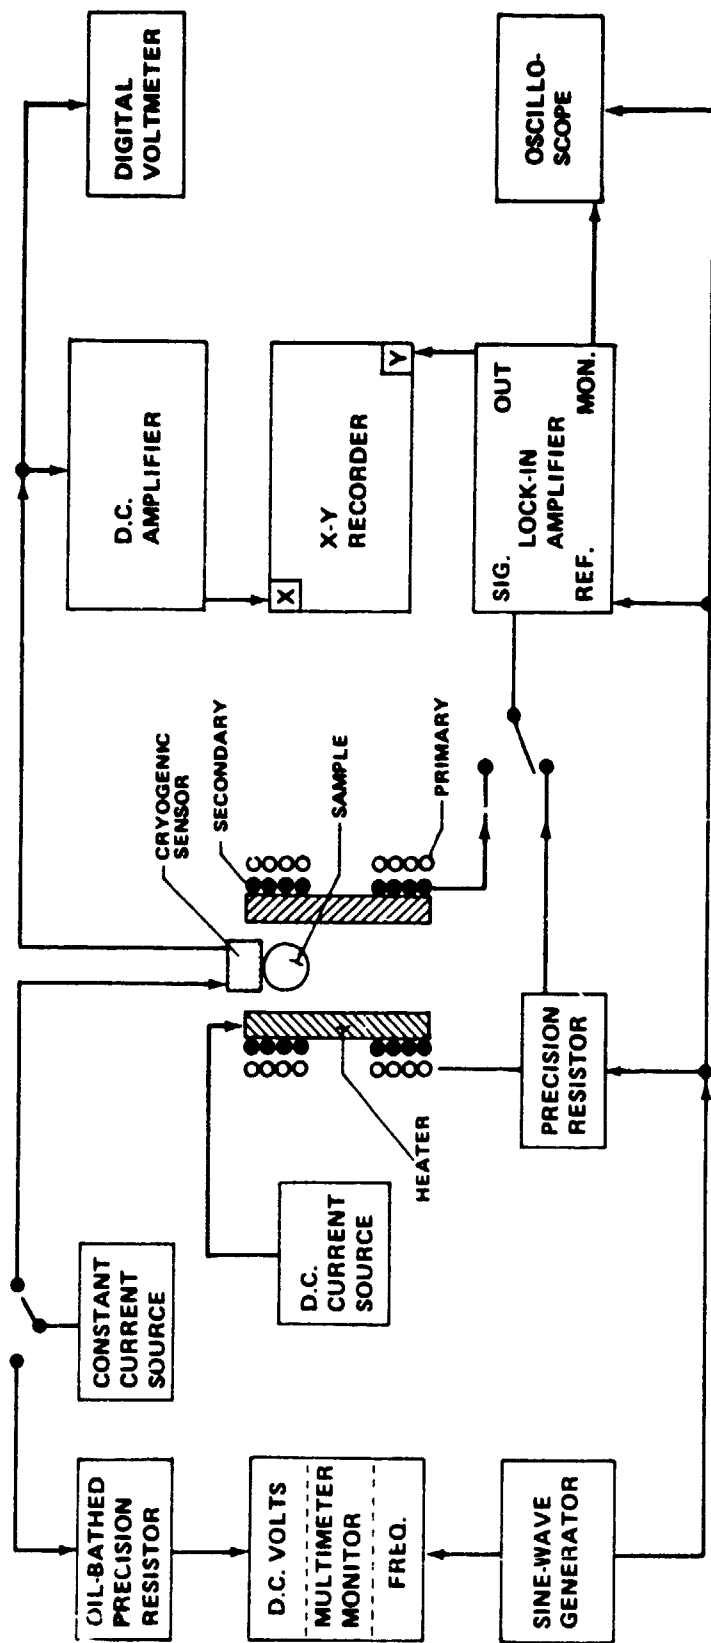 OIL-BATHED
PRECISION
RESISTOR
CONSTANT
CURRENT
SOURCE
D.C. VOLTS
MULTIMETER
MONITOR
FREQ.
SINE-WAVE
GENERATOR
D.C.
CURRENT
SOURCE
HEATER
PRECISION
RESISTOR
CRYOGENIC
SENSOR
SECONDARY
SAMPLE
PRIMARY
D.C.
AMPLIFIER
X
X-Y
RECORDER
Y
SIG.
OUT
LOCK-IN
AMPLIFIER
REF.
MON.
DIGITAL
VOLTMETER
OSCILLO-
SCOPE